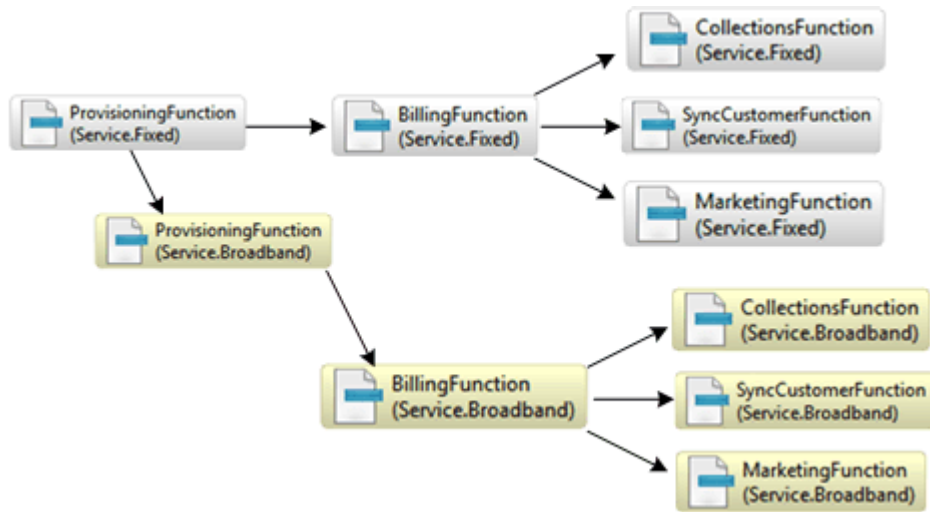 CollectionsFunction
(Service.Fixed)
ProvisioningFunction
(Service.Fixed)
BillingFunction
(Service.Fixed)
SyncCustomerFunction
(Service.Fixed)
MarketingFunction
(Service.Fixed)
ProvisioningFunction
(Service.Broadband)
CollectionsFunction
(Service.Broadband)
BillingFunction
(Service.Broadband)
SyncCustomerFunction
(Service.Broadband)
MarketingFunction
(Service.Broadband)